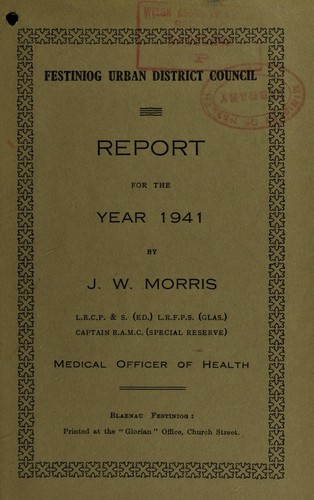 FESTINIOG URBAN DISTRICT COUNCIL
REPORT
FOR THE
YEAR 1941
BY
J. W. MORRIS
L.R.C.P. & S. (ED.) L.R.F.P.S. (GLAS.)
CAPTAIN R.A.M.C. (SPECIAL RESERVE)
MEDICAL OFFICER OF HEALTH
BLAENAU FESTINIOG:
Printed at the "Glorian" Office, Church Street.